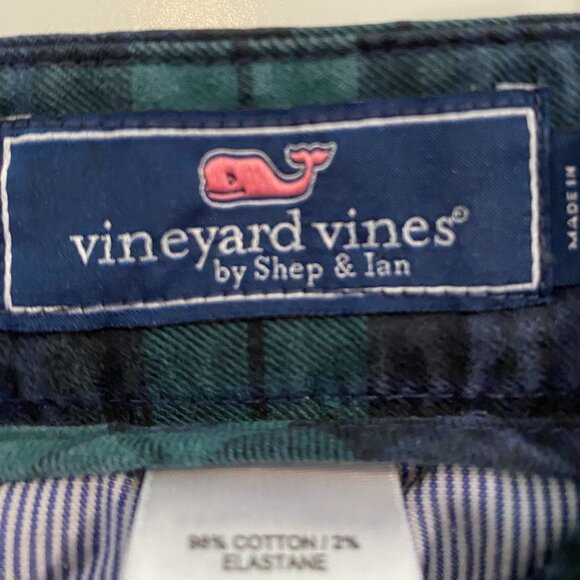 vineyard vines®
by Shep & Ian
MADE IN
98% COTTON / 2%
ELASTANE